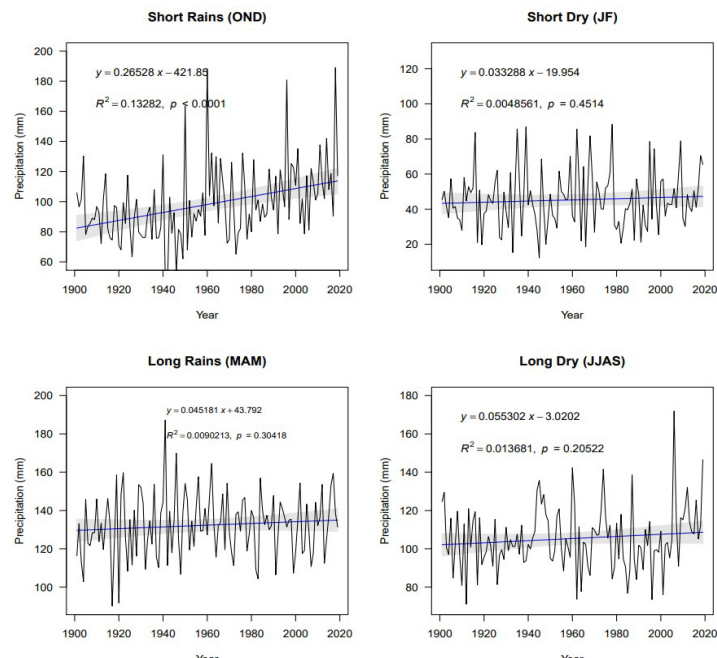 Short Rains (OND)
y = 0.26528 x − 421.85
R² = 0.13282, p < 0.0001
Precipitation (mm)
200
180
160
140
120
100
80
60
1900 1920 1940 1960 1980 2000 2020
Year
Short Dry (JF)
y = 0.033288 x − 19.954
R² = 0.0048561, p = 0.4514
Precipitation (mm)
120
100
80
60
40
20
1900 1920 1940 1960 1980 2000 2020
Year
Long Rains (MAM)
y = 0.045181 x + 43.792
R² = 0.0090213, p = 0.30418
Precipitation (mm)
200
180
160
140
120
100
1900 1920 1940 1960 1980 2000 2020
Year
Long Dry (JJAS)
y = 0.055302 x − 3.0202
R² = 0.013681, p = 0.20522
Precipitation (mm)
180
160
140
120
100
80
1900 1920 1940 1960 1980 2000 2020
Year